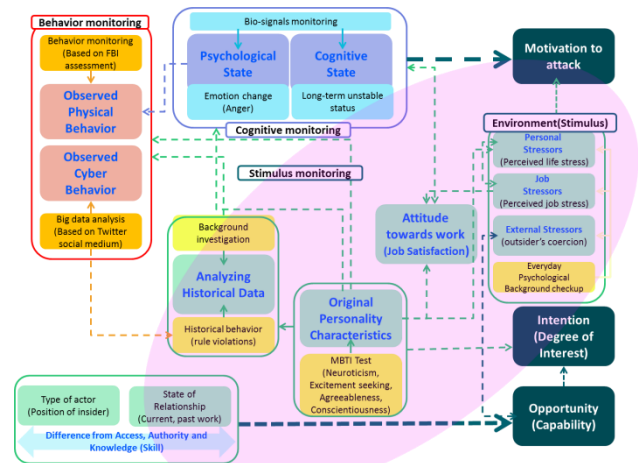 Behavior monitoring
Behavior monitoring
(Based on FBI
assessment)
Observed
Physical
Behavior
Observed
Cyber
Behavior
Big data analysis
(Based on Twitter
social medium)
Bio-signals monitoring
Psychological
State
Cognitive
State
Emotion change
(Anger)
Long-term unstable
status
Cognitive monitoring
Stimulus monitoring
Motivation to
attack
Environment(Stimulus)
Personal
Stressors
(Perceived life stress)
Job
Stressors
(Perceived job stress)
External Stressors
(outsider's coercion)
Everyday
Psychological
Background checkup
Attitude
towards work
(Job Satisfaction)
Background
investigation
Analyzing
Historical Data
Historical behavior
(rule violations)
Original
Personality
Characteristics
MBTI Test
(Neuroticism,
Excitement seeking,
Agreeableness,
Conscientiousness)
Intention
(Degree of
Interest)
Opportunity
(Capability)
Type of actor
(Position of insider)
State of
Relationship
(Current, past work)
Difference from Access, Authority and
Knowledge (Skill)